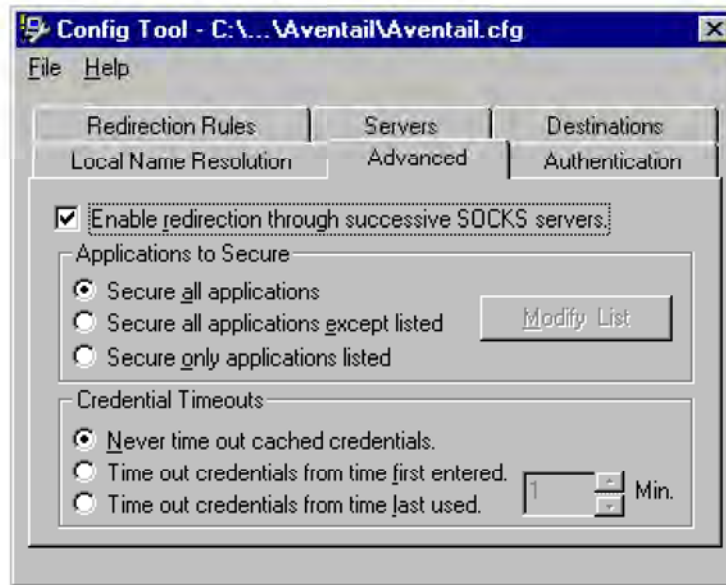 Config Tool - C:\...\Aventail\Aventail.cfg
File Help
Redirection Rules Servers Destinations
Local Name Resolution Advanced Authentication
Enable redirection through successive SOCKS servers.
Applications to Secure
Secure all applications
Secure all applications except listed
Modify List
Secure only applications listed
Credential Timeouts
Never time out cached credentials.
Time out credentials from time first entered.
1 Min.
Time out credentials from time last used.